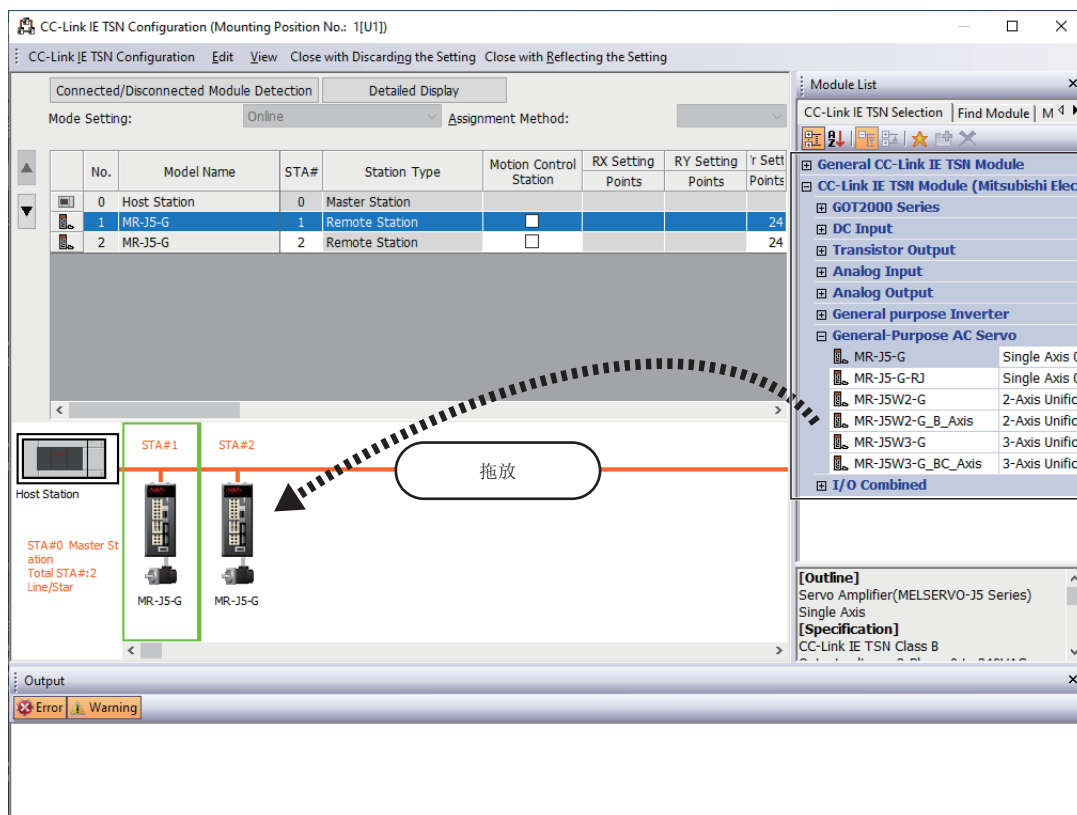 CC-Link IE TSN Configuration (Mounting Position No.: 1[U1])
CC-Link IE TSN Configuration Edit View Close with Discarding the Setting Close with Reflecting the Setting
Connected/Disconnected Module Detection Detailed Display
Mode Setting: Online Assignment Method:
No. Model Name STA# Station Type Motion Control Station RX Setting RY Setting 'r Sett
Points Points Points
0 Host Station 0 Master Station
1 MR-J5-G 1 Remote Station 24
2 MR-J5-G 2 Remote Station 24
Host Station
STA#1 STA#2
拖放
STA#0 Master St
ation
Total STA#:2
Line/Star
MR-J5-G MR-J5-G
Module List
CC-Link IE TSN Selection Find Module M
General CC-Link IE TSN Module
CC-Link IE TSN Module (Mitsubishi Elec
GOT2000 Series
DC Input
Transistor Output
Analog Input
Analog Output
General purpose Inverter
General-Purpose AC Servo
MR-J5-G Single Axis
MR-J5-G-RJ Single Axis
MR-J5W2-G 2-Axis Unific
MR-J5W2-G_B_Axis 2-Axis Unific
MR-J5W3-G 3-Axis Unific
MR-J5W3-G_BC_Axis 3-Axis Unific
I/O Combined
[Outline]
Servo Amplifier(MELSERVO-J5 Series)
Single Axis
[Specification]
CC-Link IE TSN Class B
Output
Error Warning